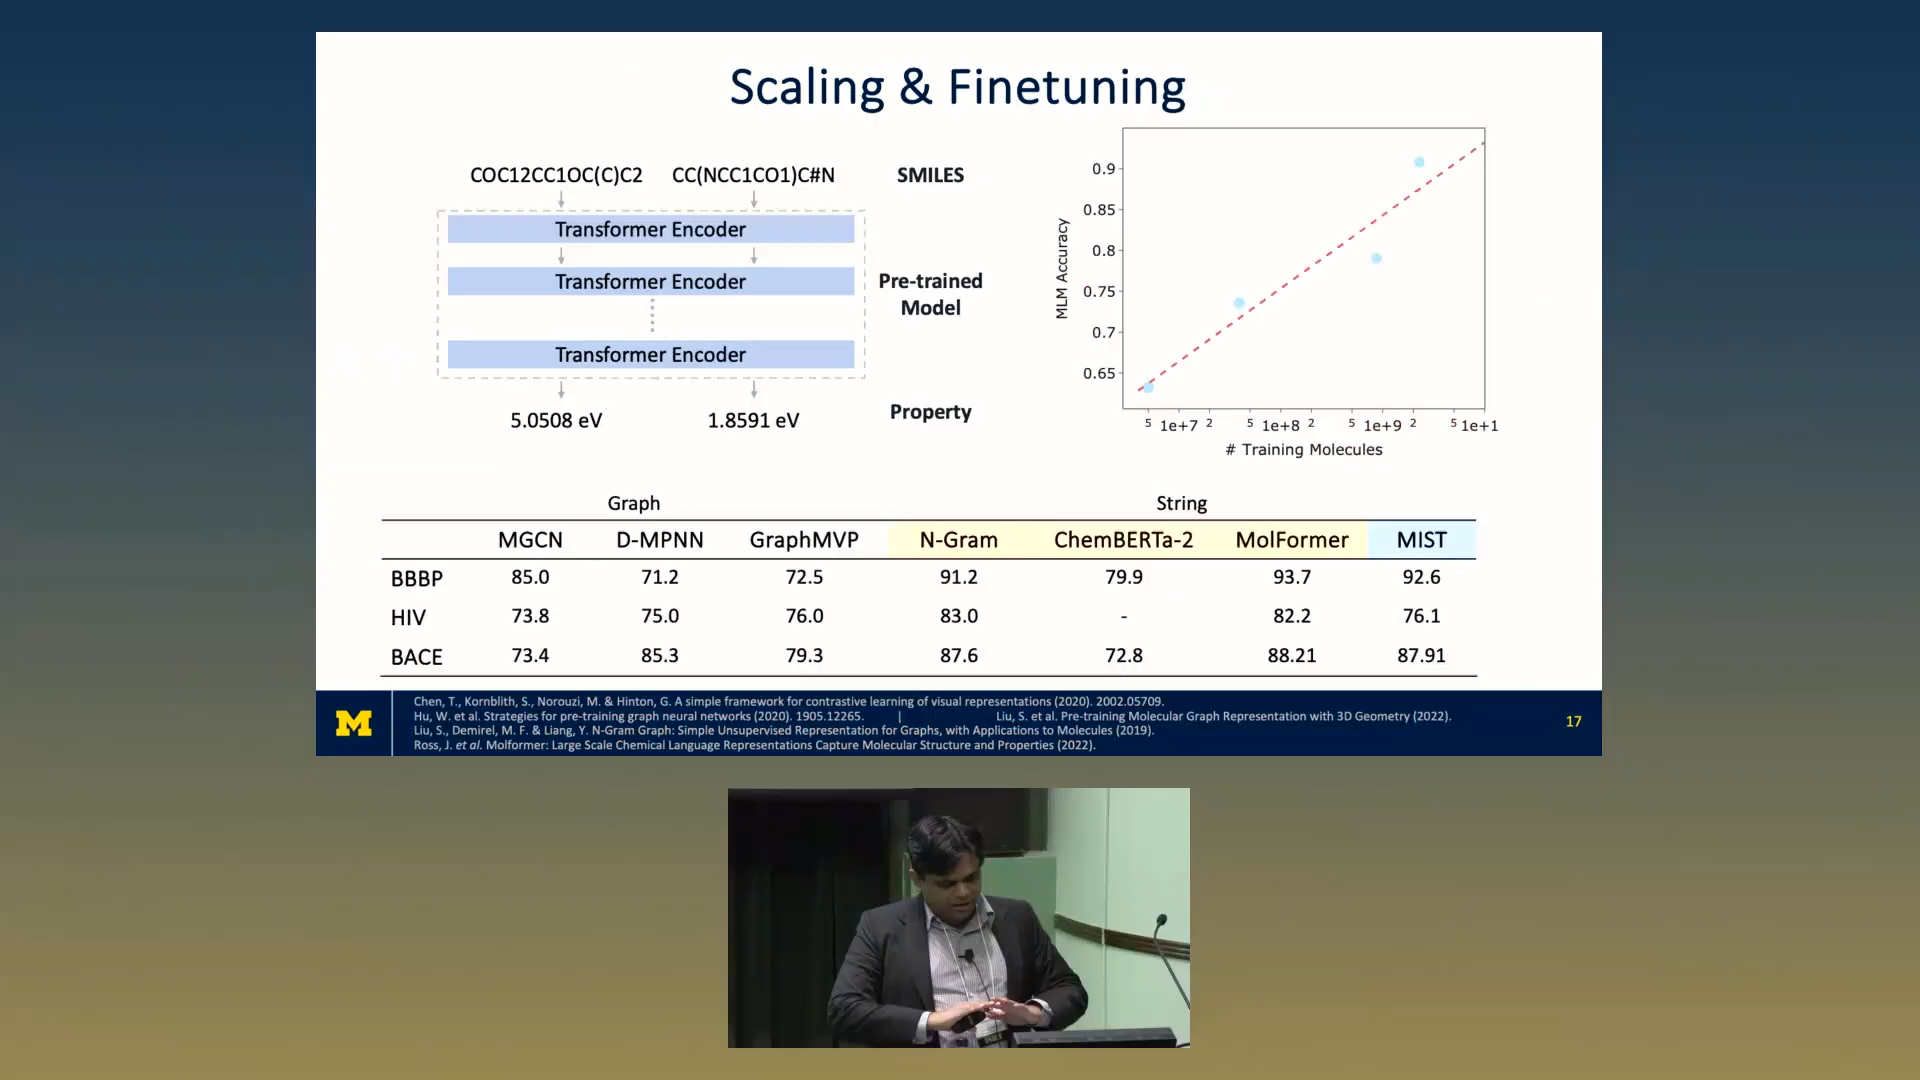 Scaling & Finetuning
COC12CC1OC(C)C2 CC(NCC1CO1)C#N SMILES
Transformer Encoder
Transformer Encoder
Pre-trained
Model
Transformer Encoder
5.0508 eV 1.8591 eV Property
0.9
0.85
0.8
0.75
0.7
0.65
MLM Accuracy
5 1e+7 2 5 1e+8 2 5 1e+9 2 5 1e+1
# Training Molecules
Graph String
MGCN D-MPNN GraphMVP N-Gram ChemBERTa-2 MolFormer MIST
BBBP 85.0 71.2 72.5 91.2 79.9 93.7 92.6
HIV 73.8 75.0 76.0 83.0 - 82.2 76.1
BACE 73.4 85.3 79.3 87.6 72.8 88.21 87.91
M
Chen, T., Kornblith, S., Norouzi, M. & Hinton, G. A simple framework for contrastive learning of visual representations (2020). 2002.05709.
Hu, W. et al. Strategies for pre-training graph neural networks (2020). 1905.12265. | Liu, S. et al. Pre-training Molecular Graph Representation with 3D Geometry (2022).
Liu, S., Demirel, M. F. & Liang, Y. N-Gram Graph: Simple Unsupervised Representation for Graphs, with Applications to Molecules (2019).
Ross, J. et al. Molformer: Large Scale Chemical Language Representations Capture Molecular Structure and Properties (2022).
17